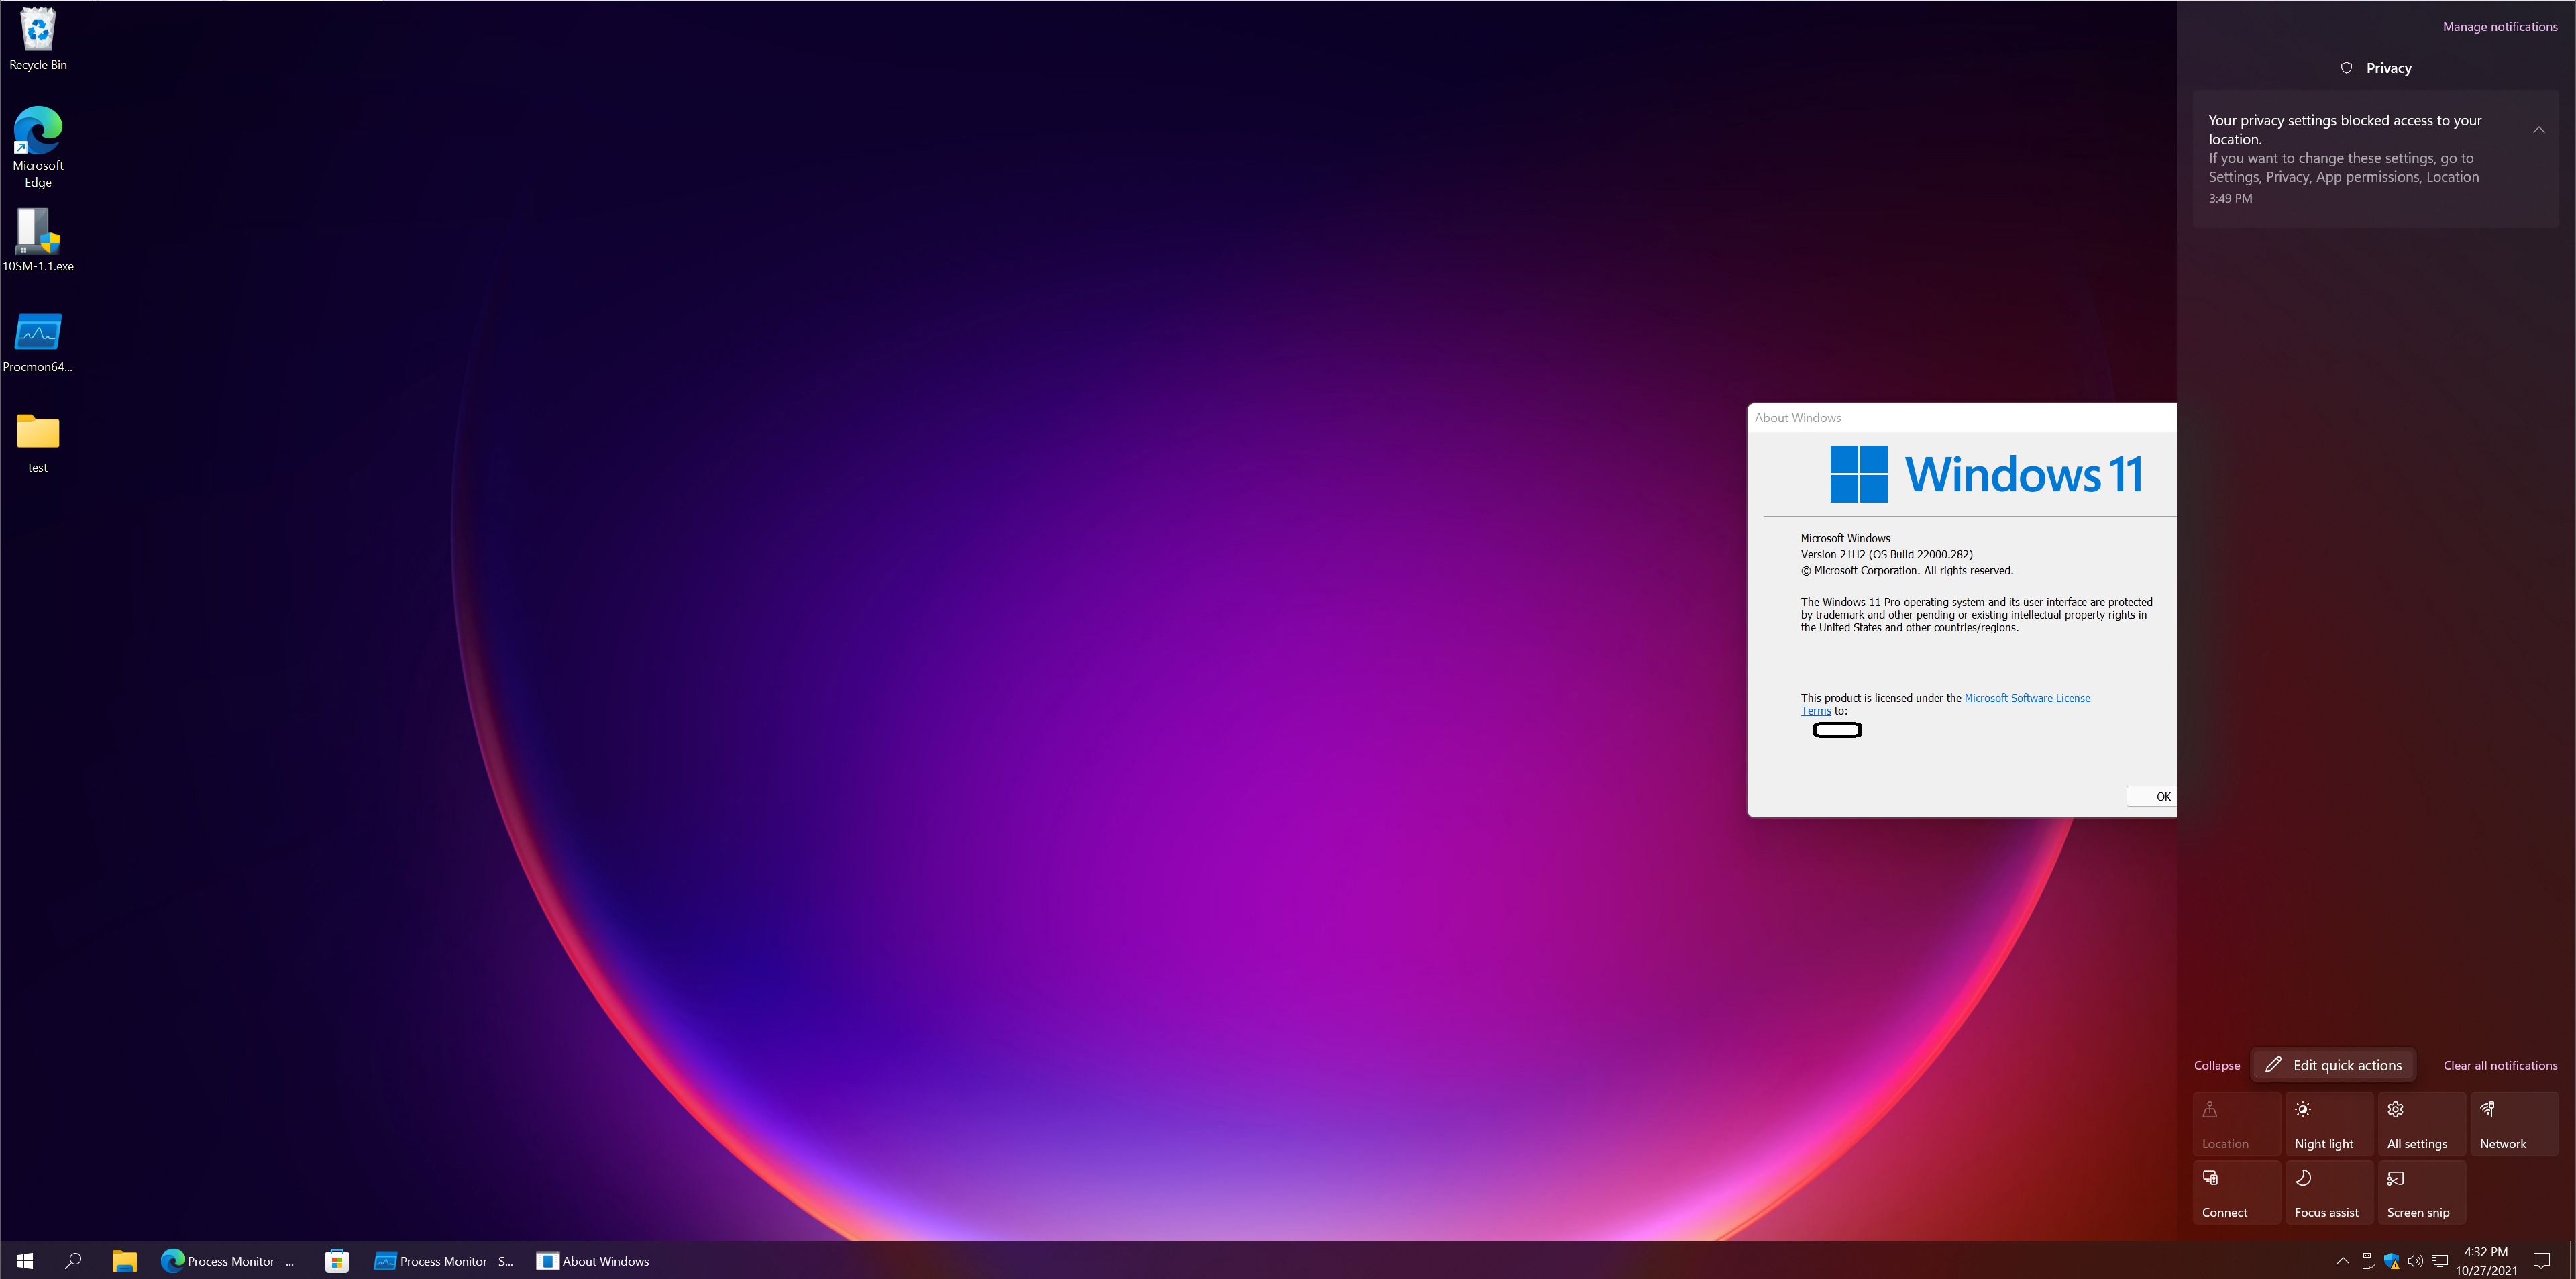 Recycle Bin
Microsoft
Edge
10SM-1.1.exe
Procmon64...
test
About Windows
Windows 11
Microsoft Windows
Version 21H2 (OS Build 22000.282)
© Microsoft Corporation. All rights reserved.
The Windows 11 Pro operating system and its user interface are protected
by trademark and other pending or existing intellectual property rights in
the United States and other countries/regions.
This product is licensed under the Microsoft Software License
Terms to:
OK
Manage notifications
Privacy
Your privacy settings blocked access to your
location.
If you want to change these settings, go to
Settings, Privacy, App permissions, Location
3:49 PM
Collapse
Edit quick actions
Clear all notifications
Location
Night light
All settings
Network
Connect
Focus assist
Screen snip
Process Monitor - ...
Process Monitor - S...
About Windows
4:32 PM
10/27/2021